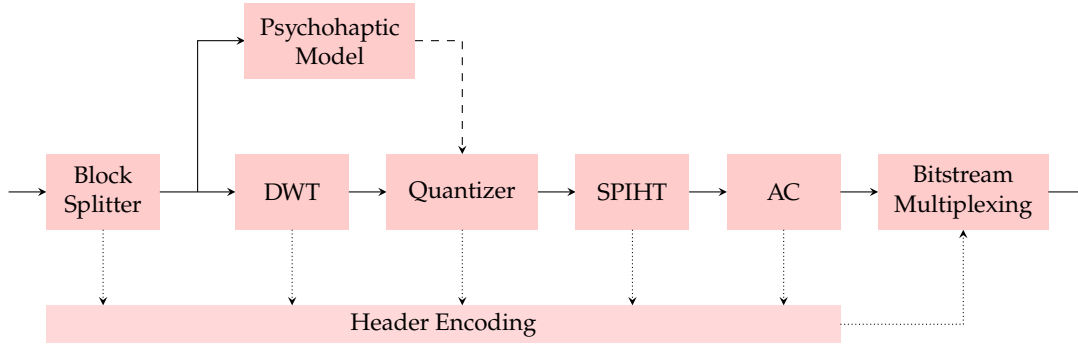 Psychohaptic
Model
Block
Splitter
DWT
Quantizer
SPIHT
AC
Bitstream
Multiplexing
Header Encoding